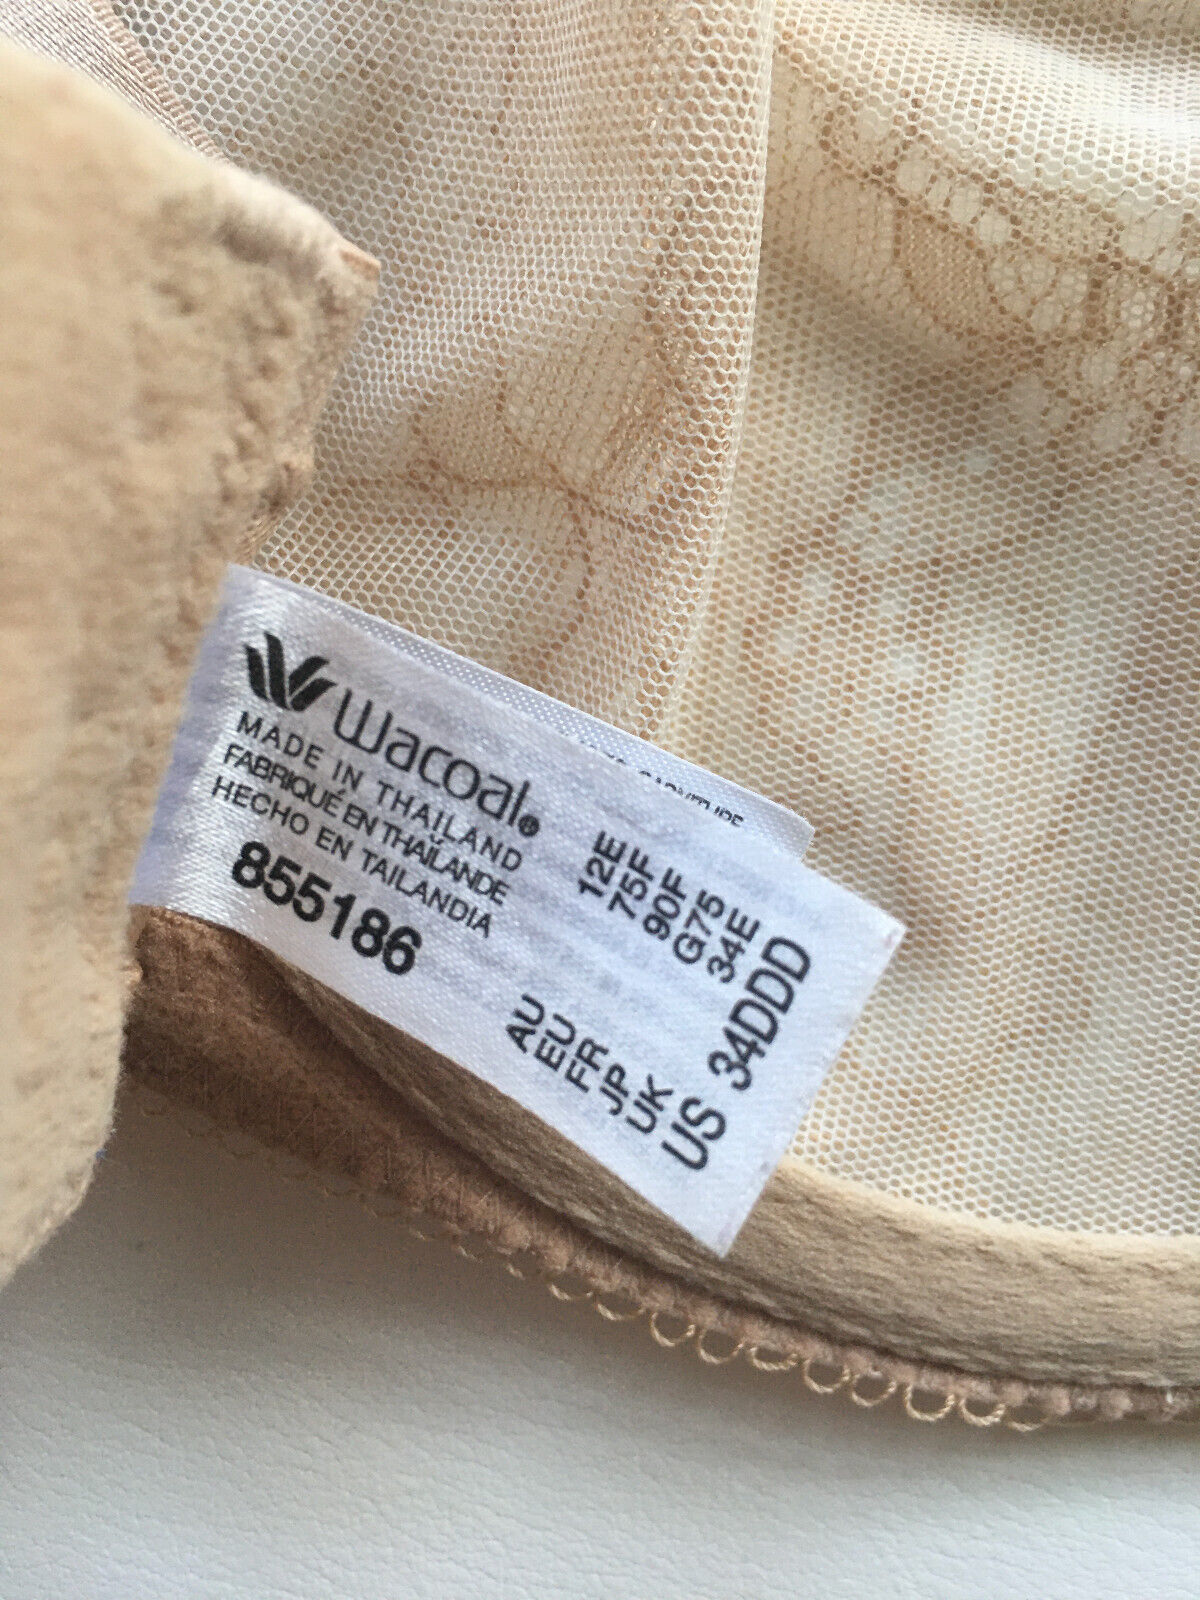 Wacoal®
MADE IN THAILAND
FABRIQUÉ EN THAÏLANDE
HECHO EN TAILANDIA
855186
AU 12E
EU 75F
FR 90F
JP G75
UK 34E
US 34DDD